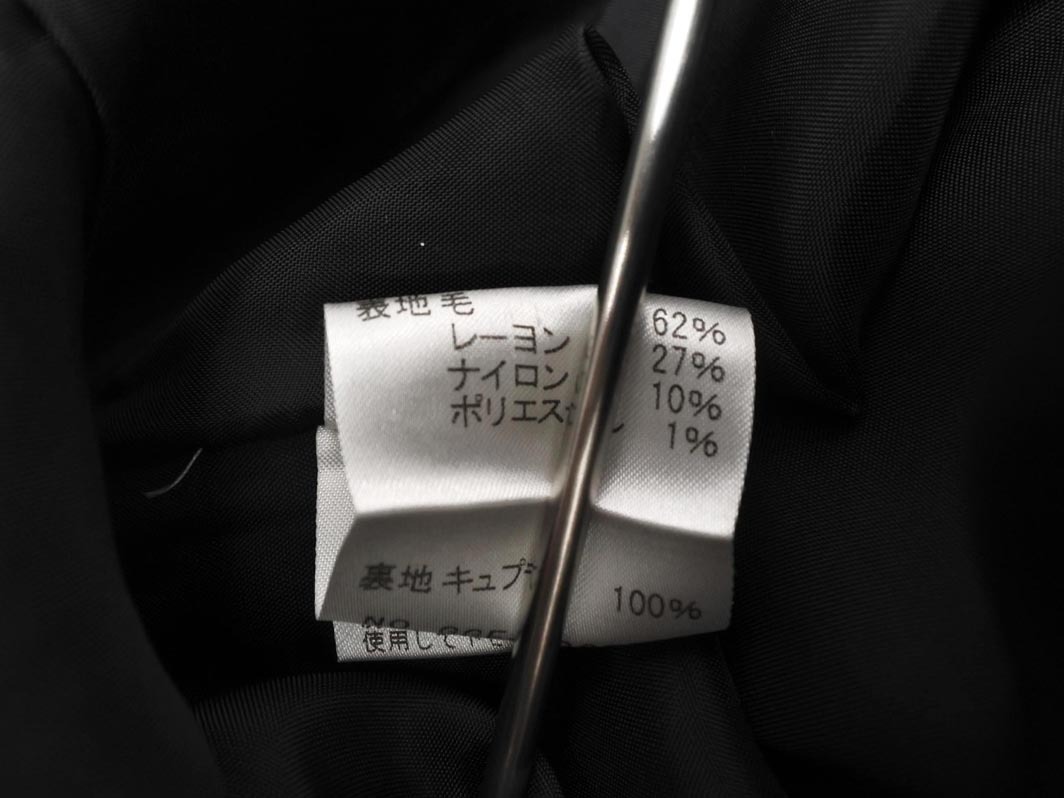 表地 毛 62%
レーヨン 27%
ナイロン 10%
ポリエス 1%
裏地 キュプ 100%
使用して